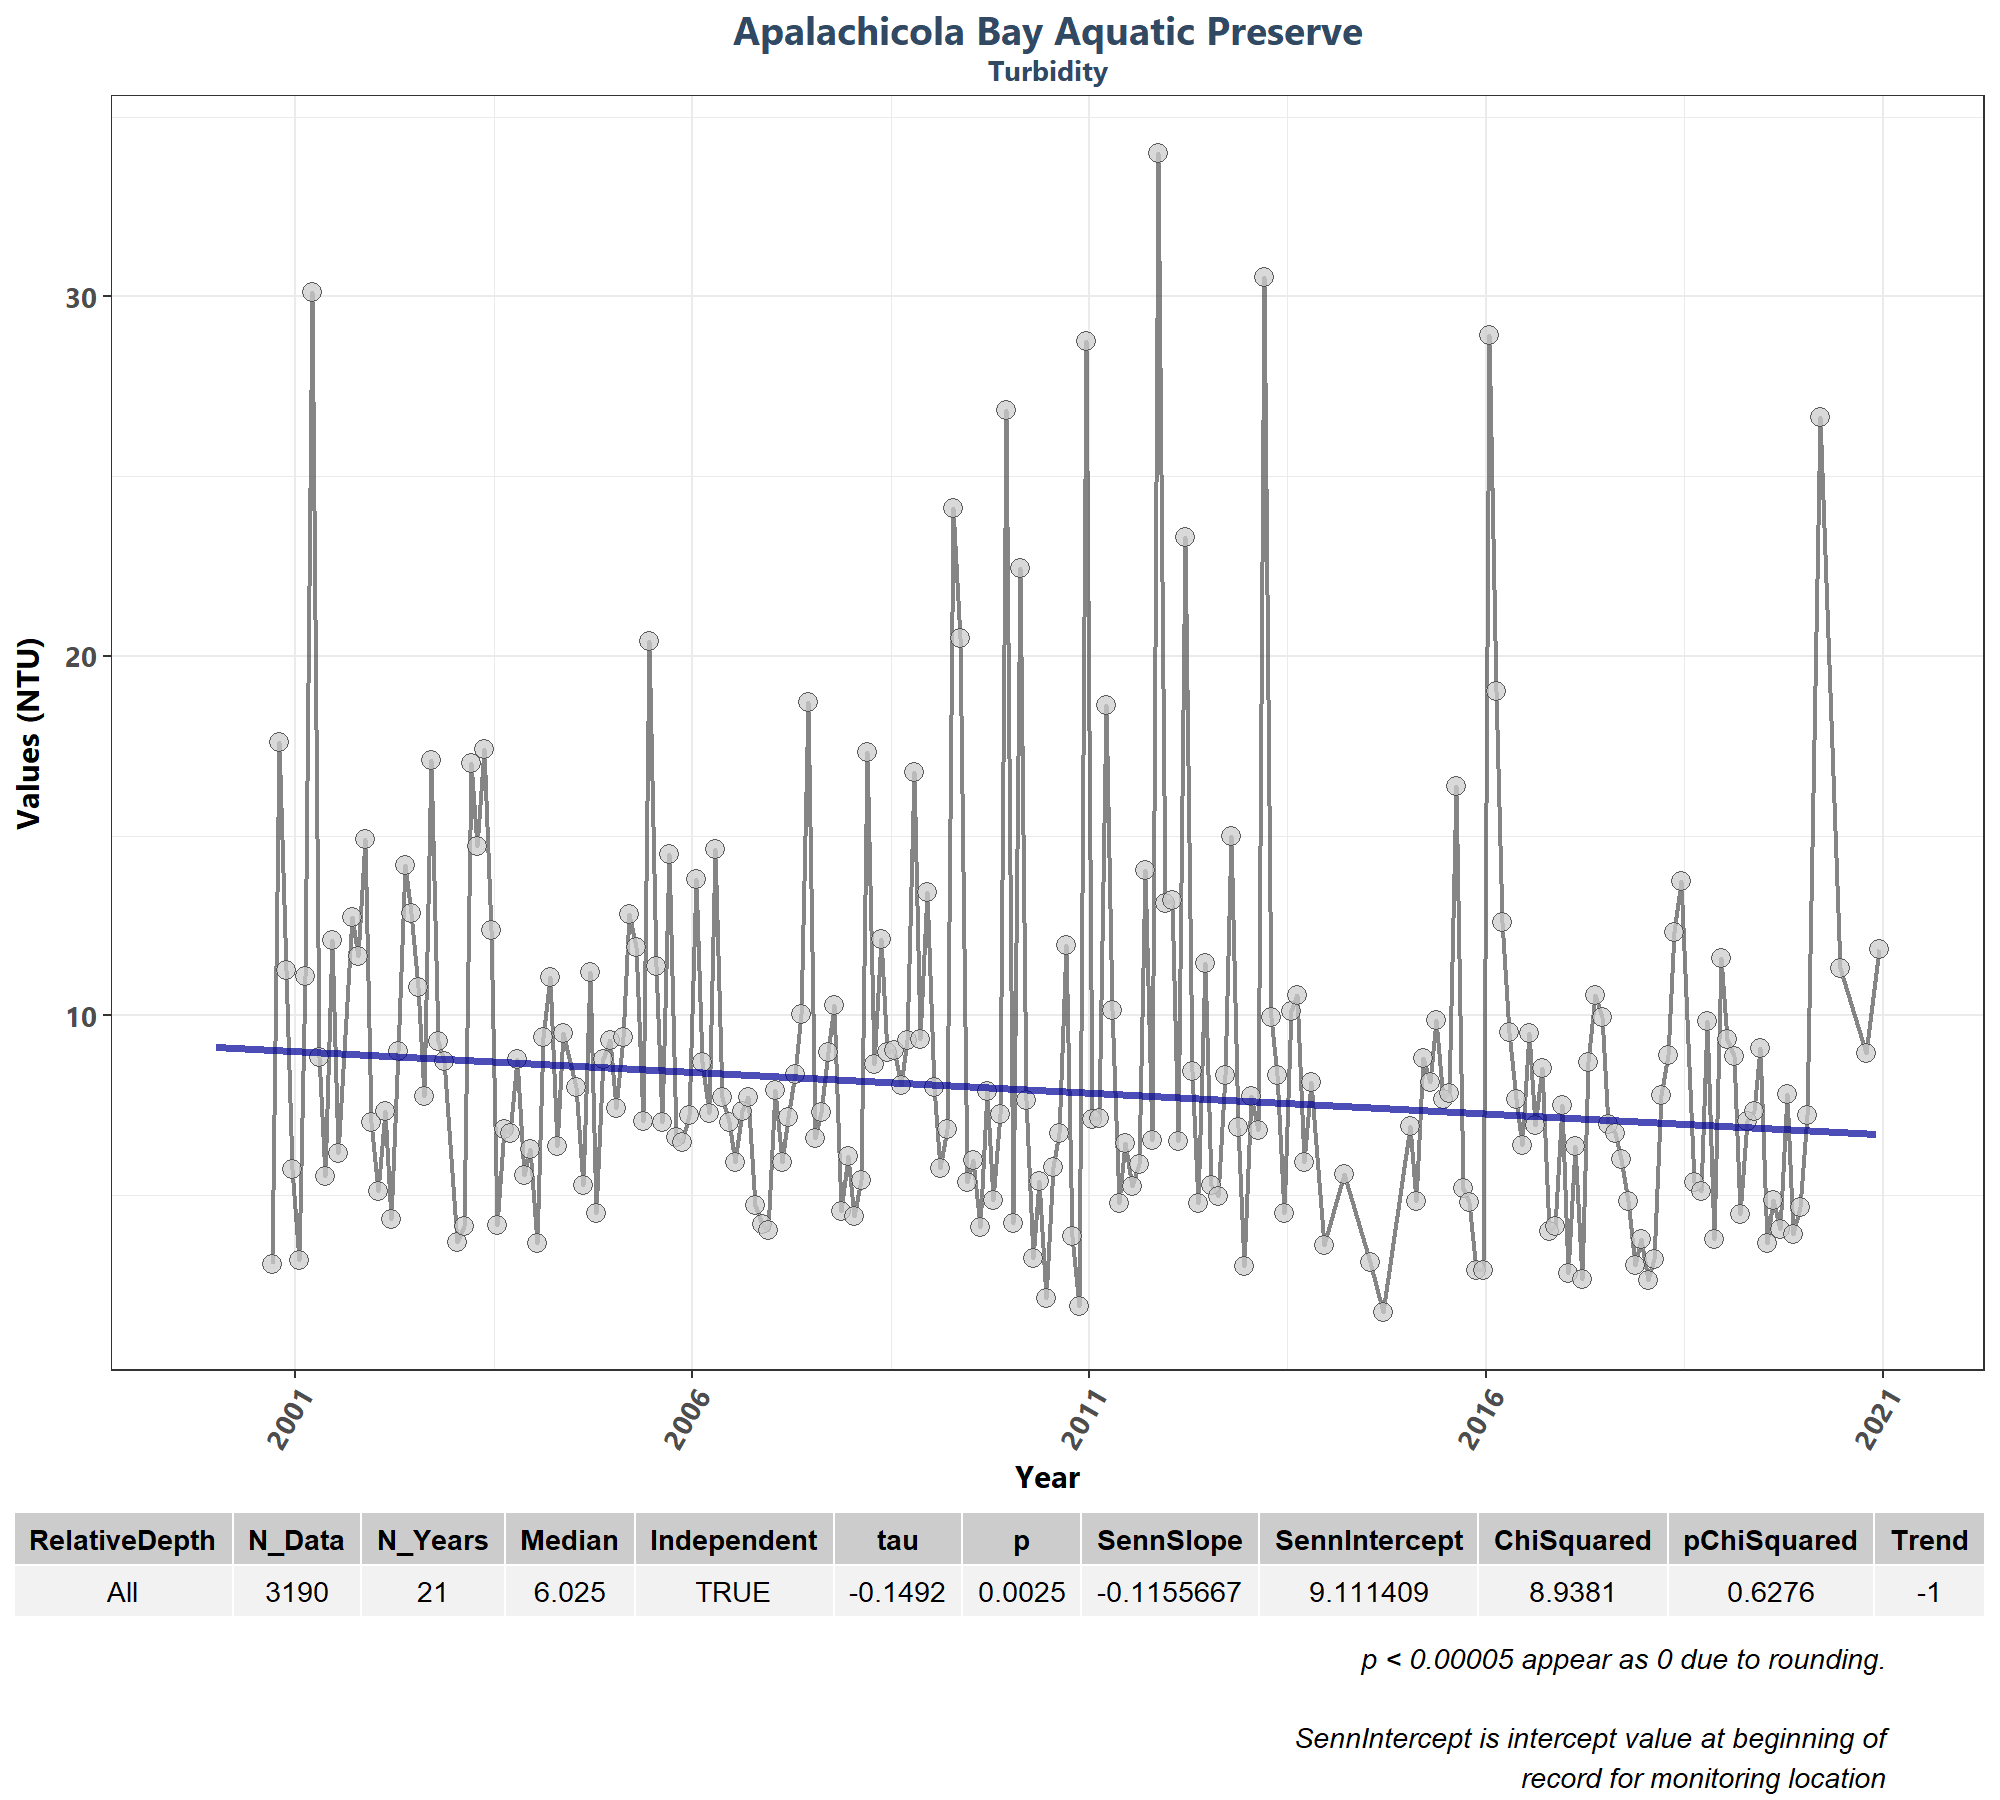 Apalachicola Bay Aquatic Preserve
Turbidity
Values (NTU)
30
20
10
2001 2006 2011 2016 2021
Year
RelativeDepth N_Data N_Years Median Independent tau p SennSlope SennIntercept ChiSquared pChiSquared Trend
All 3190 21 6.025 TRUE -0.1492 0.0025 -0.1155667 9.111409 8.9381 0.6276 -1
p < 0.00005 appear as 0 due to rounding.
SennIntercept is intercept value at beginning of
record for monitoring location